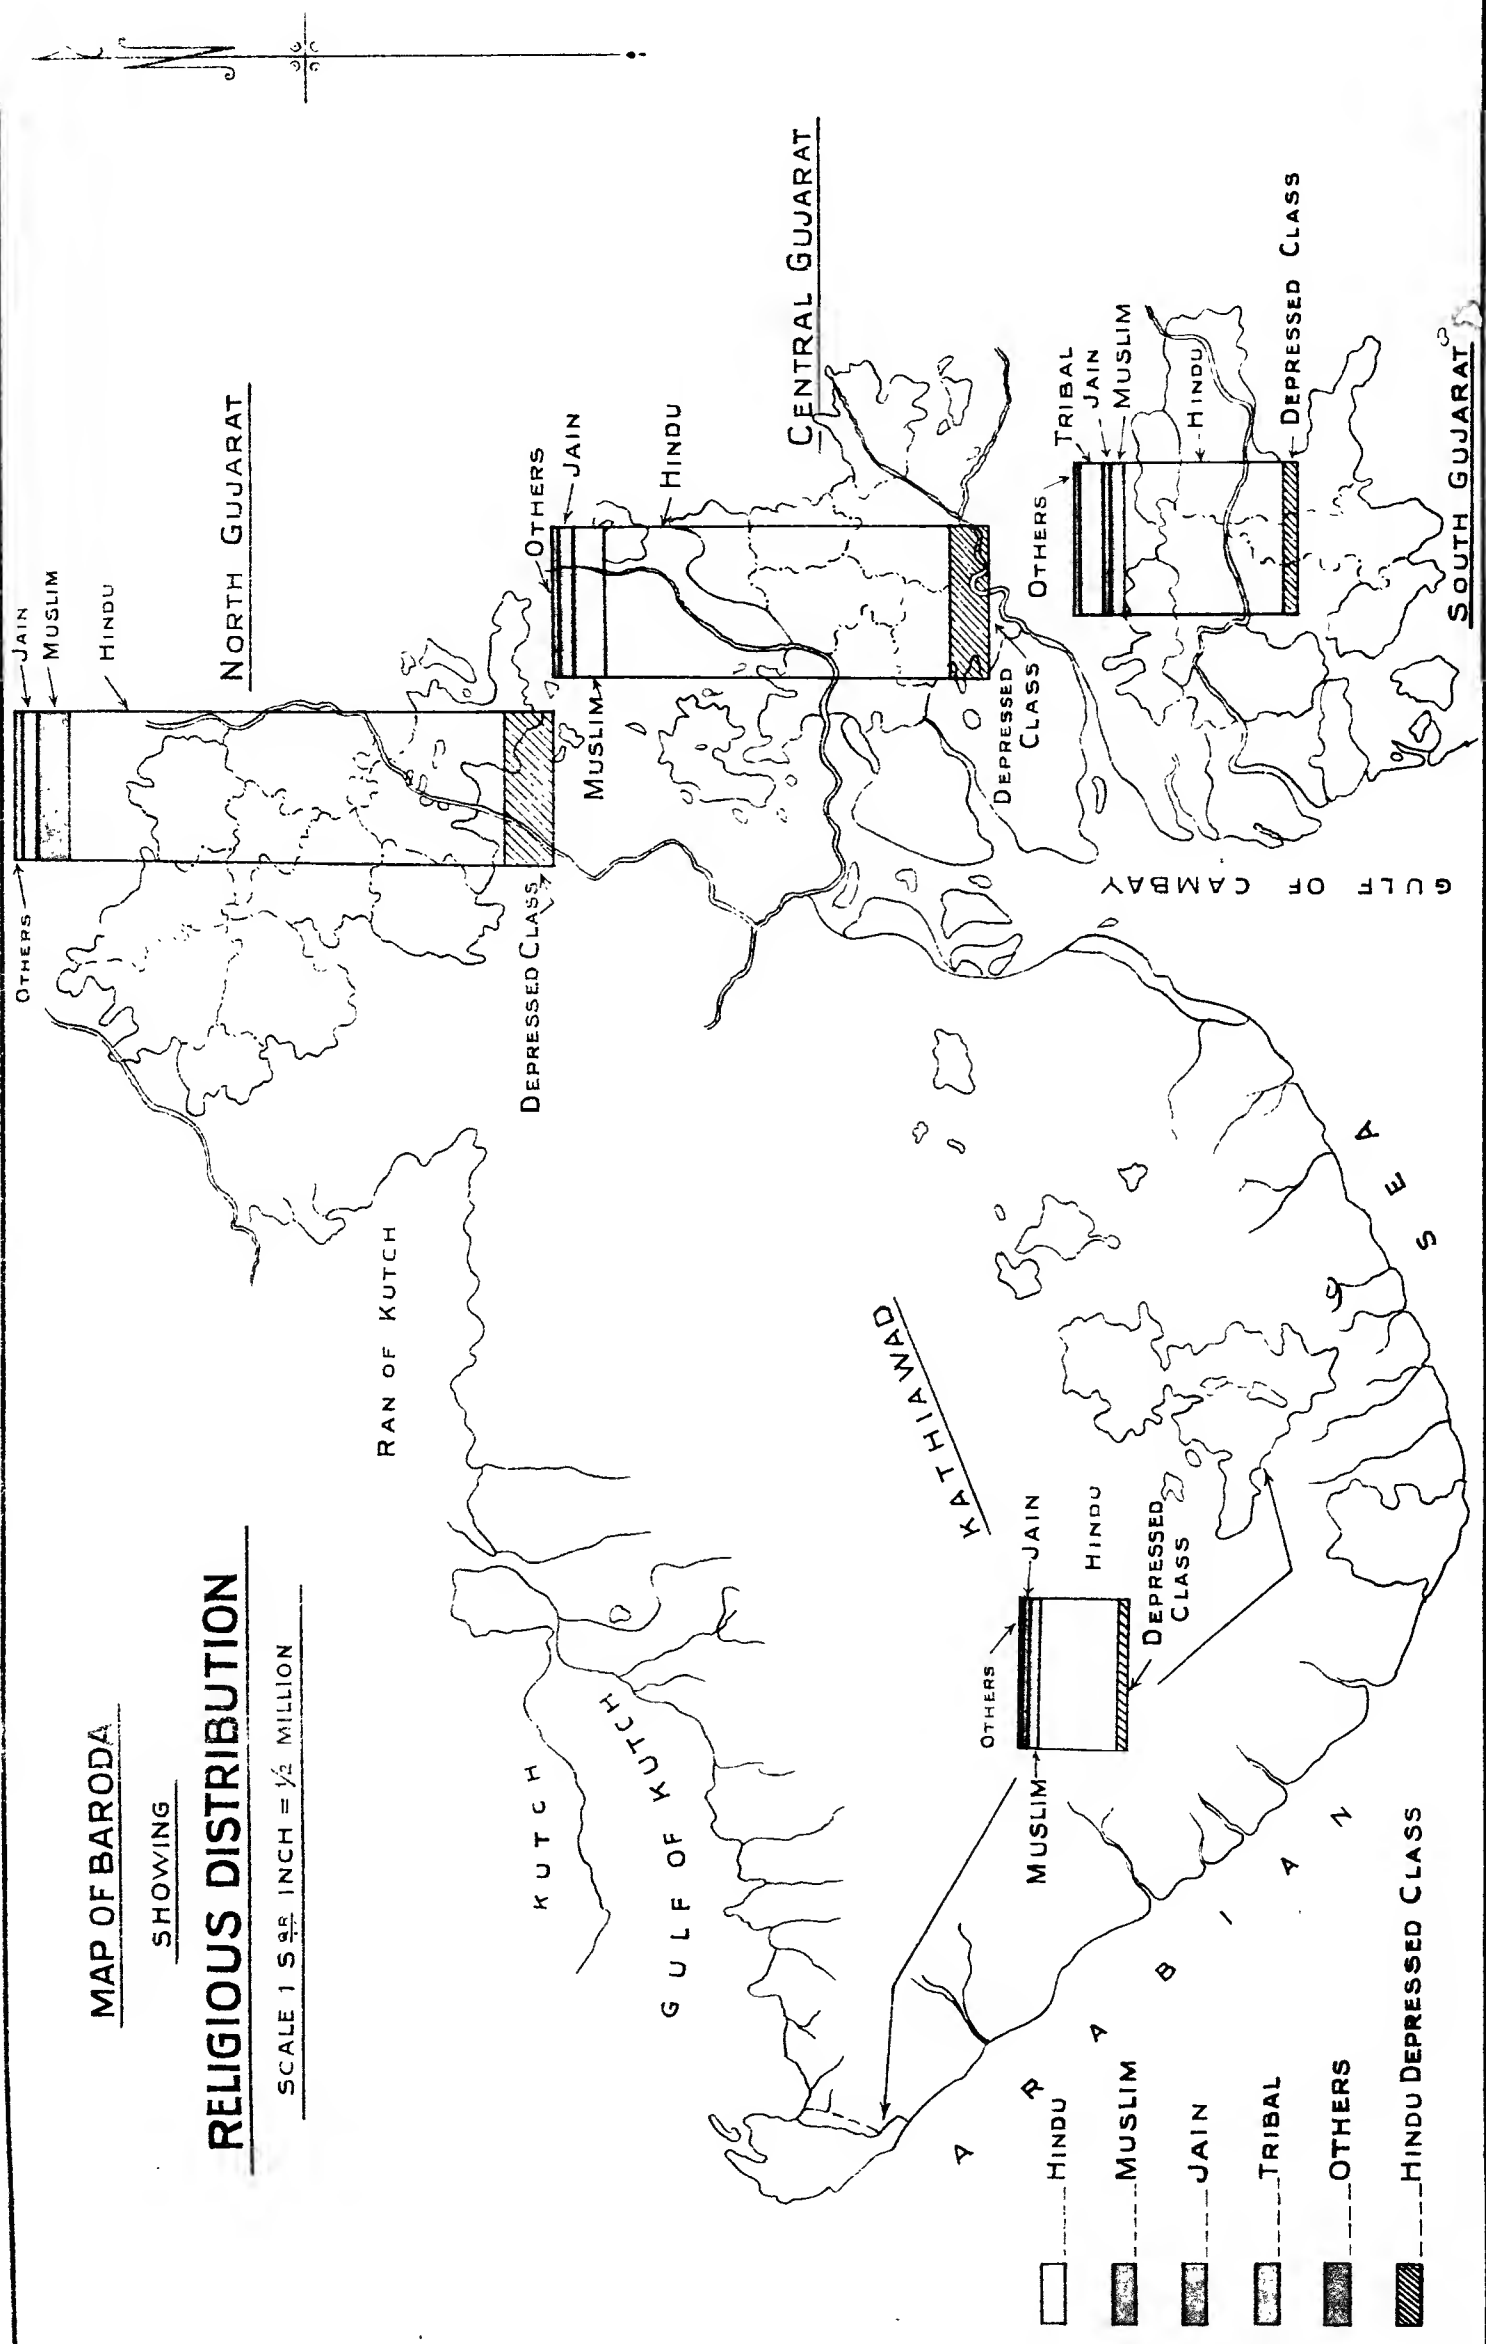 MAP OF BARODA
SHOWING
RELIGIOUS DISTRIBUTION
SCALE 1 SQR INCH = ½ MILLION
OTHERS
JAIN
MUSLIM
HINDU
NORTH GUJARAT
DEPRESSED CLASS
OTHERS
JAIN
HINDU
MUSLIM
DEPRESSED
CLASS
CENTRAL GUJARAT
OTHERS
TRIBAL
JAIN
MUSLIM
HINDU
DEPRESSED CLASS
SOUTH GUJARAT
GULF OF CAMBAY
RAN OF KUTCH
KUTCH
GULF OF KUTCH
KATHIAWAD
OTHERS
JAIN
HINDU
MUSLIM
DEPRESSED
CLASS
ARABIAN SEA
HINDU
MUSLIM
JAIN
TRIBAL
OTHERS
HINDU DEPRESSED CLASS